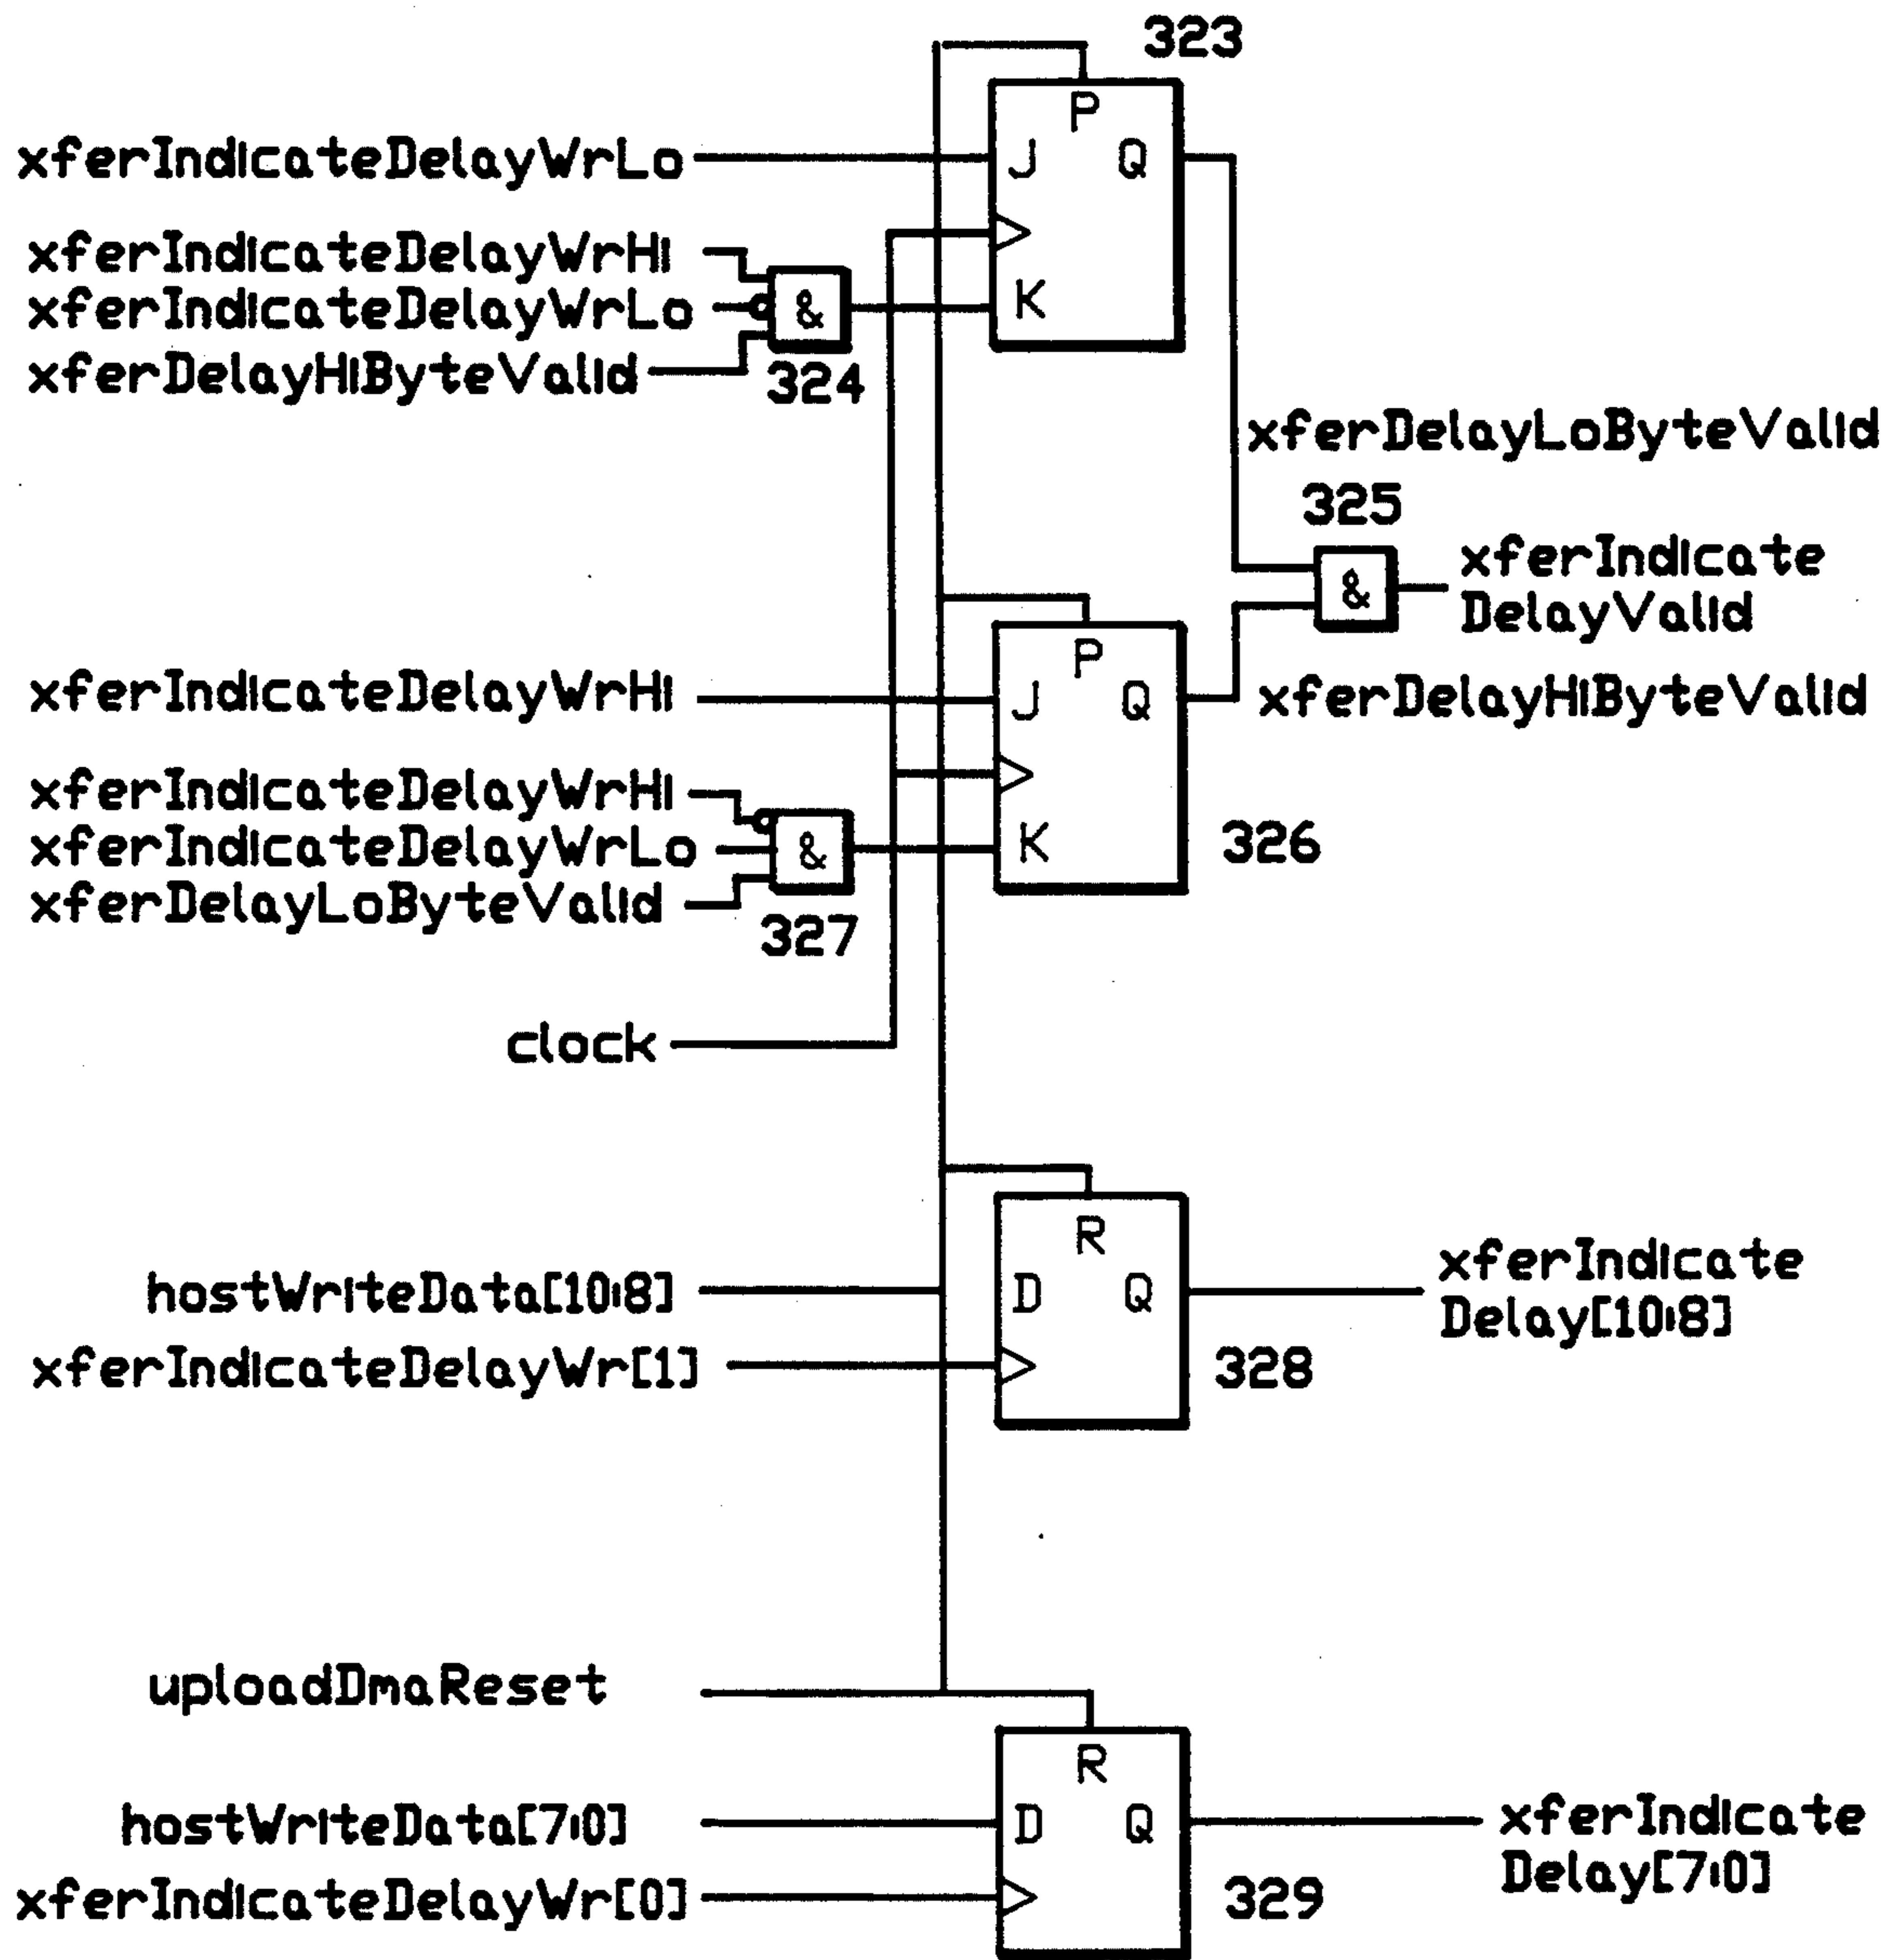 323
P
xferIndicateDelayWrLo
J
Q
xferIndicateDelayWrHi
xferIndicateDelayWrLo
&
K
xferDelayHiByteValid
324
xferDelayLoByteValid
325
xferIndicate
&
DelayValid
P
xferIndicateDelayWrHi
J
Q
xferDelayHiByteValid
xferIndicateDelayWrHi
xferIndicateDelayWrLo
&
K
326
xferDelayLoByteValid
327
clock
R
hostWriteData[10:8]
D
Q
xferIndicate
Delay[10:8]
xferIndicateDelayWr[1]
328
uploadDmaReset
R
hostWriteData[7:0]
D
Q
xferIndicate
Delay[7:0]
xferIndicateDelayWr[0]
329